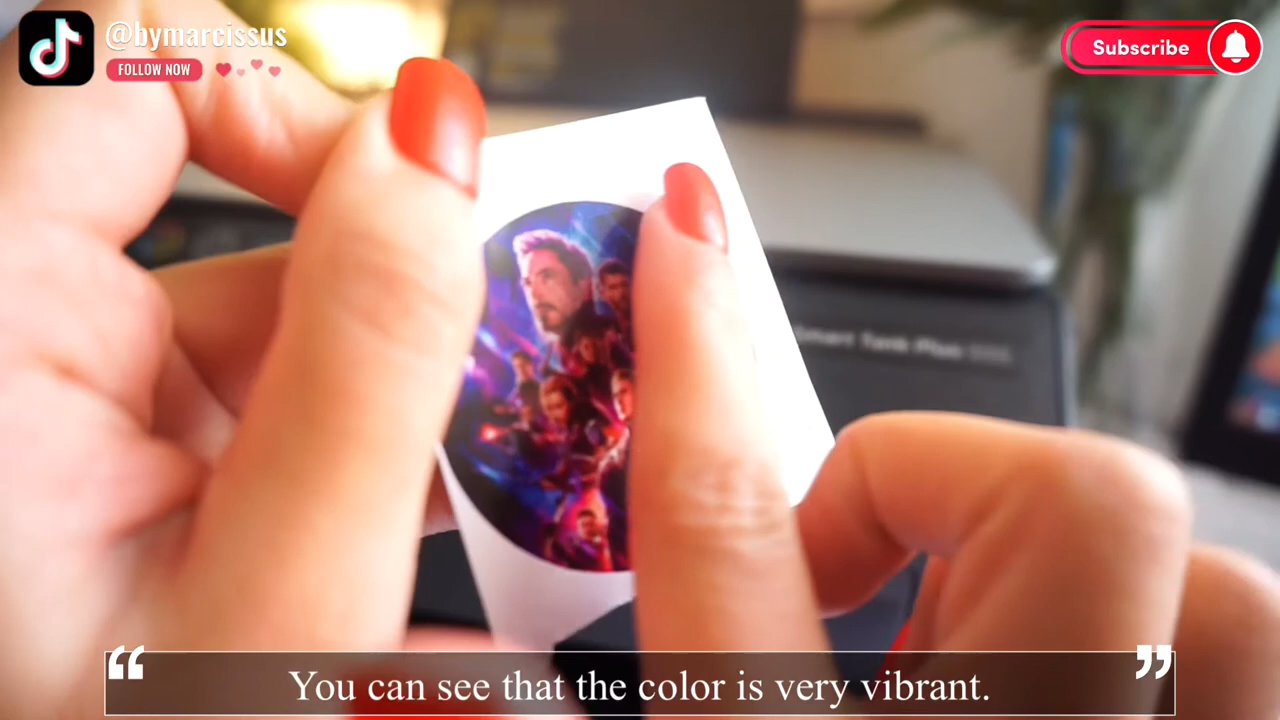 @bymarcissus
FOLLOW NOW
Subscribe
Smart Tank Plus
“You can see that the color is very vibrant.”